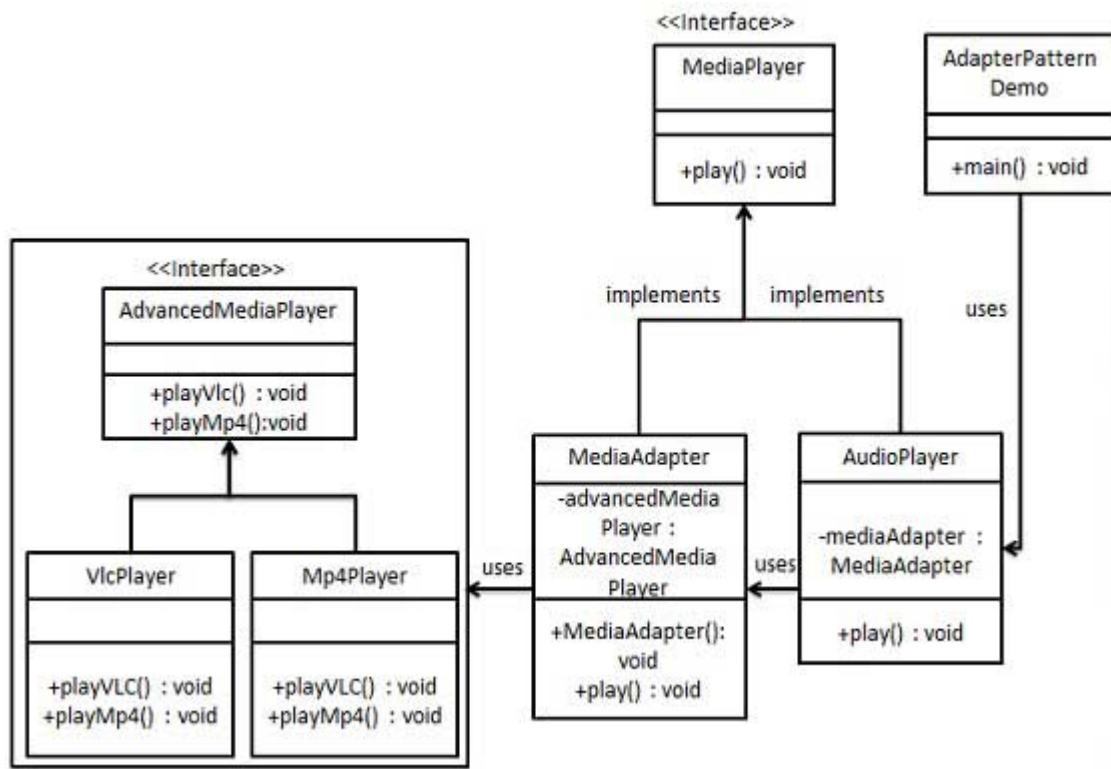 <<Interface>>
MediaPlayer
+play() : void
AdapterPattern
Demo
+main() : void
implements
implements
uses
<<Interface>>
AdvancedMediaPlayer
+playVlc() : void
+playMp4():void
VlcPlayer
+playVLC() : void
+playMp4() : void
Mp4Player
+playVLC() : void
+playMp4() : void
uses
MediaAdapter
-advancedMedia
Player :
AdvancedMedia
Player
+MediaAdapter():
void
+play() : void
uses
AudioPlayer
-mediaAdapter :
MediaAdapter
+play() : void